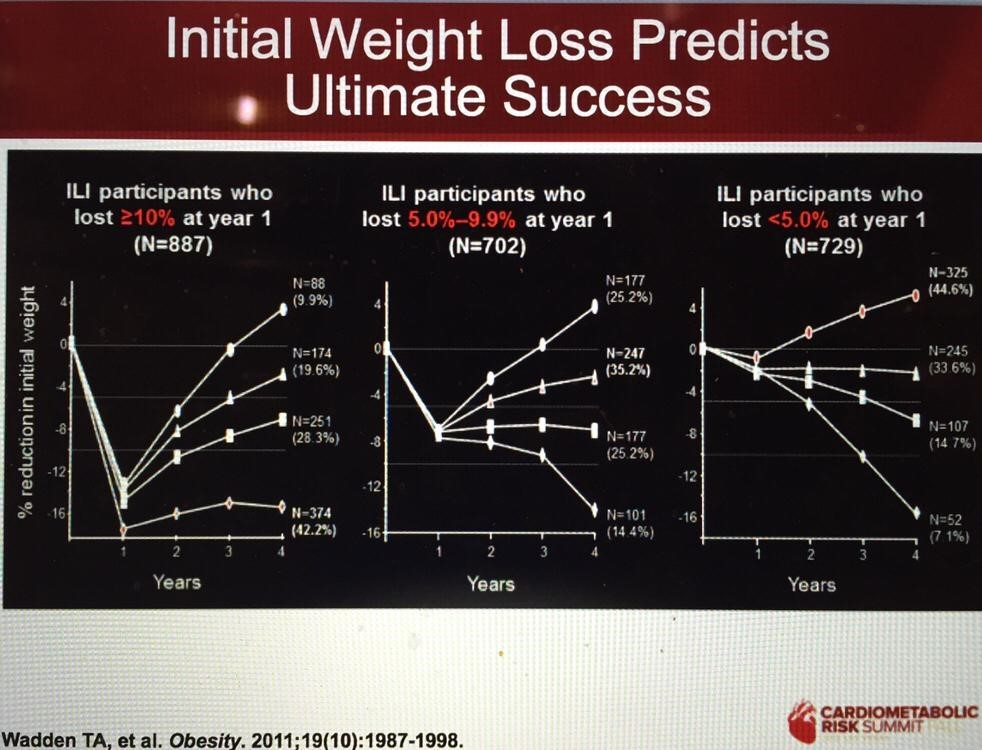 Initial Weight Loss Predicts
Ultimate Success
ILI participants who
lost ≥10% at year 1
(N=887)
% reduction in initial weight
4
0
-4
-8
-12
-16
N=88
(9.9%)
N=174
(19.6%)
N=251
(28.3%)
N=374
(42.2%)
1 2 3 4
Years
ILI participants who
lost 5.0%–9.9% at year 1
(N=702)
4
0
-4
-8
-12
-16
N=177
(25.2%)
N=247
(35.2%)
N=177
(25.2%)
N=101
(14.4%)
1 2 3 4
Years
ILI participants who
lost <5.0% at year 1
(N=729)
4
0
-4
-8
-12
-16
N=325
(44.6%)
N=245
(33.6%)
N=107
(14.7%)
N=52
(7.1%)
1 2 3 4
Years
CARDIOMETABOLIC
RISK SUMMIT
Wadden TA, et al. Obesity. 2011;19(10):1987-1998.